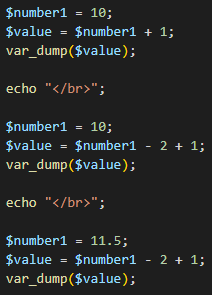 $number1 = 10;
$value = $number1 + 1;
var_dump($value);
echo "</br>";
$number1 = 10;
$value = $number1 - 2 + 1;
var_dump($value);
echo "</br>";
$number1 = 11.5;
$value = $number1 - 2 + 1;
var_dump($value);